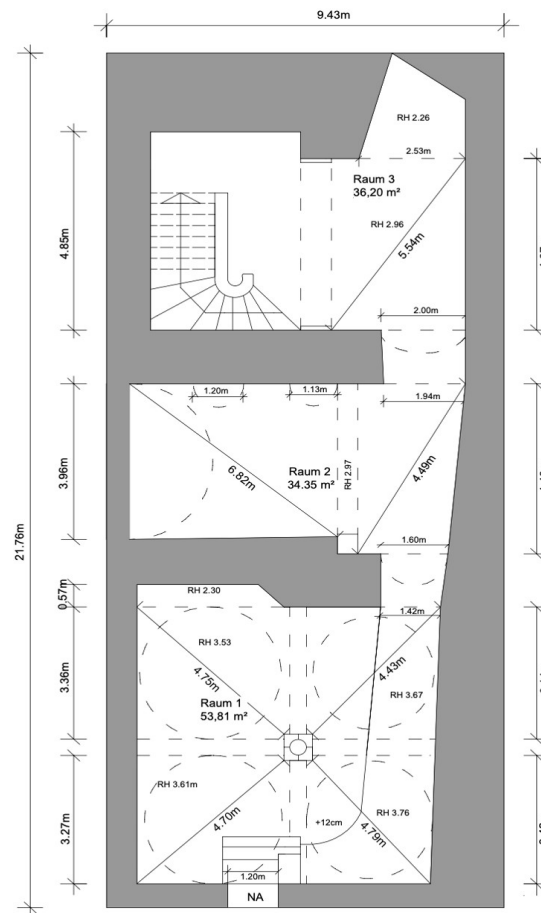 9.43m
RH 2.26
2.53m
Raum 3
36,20 m²
RH 2.96
5.54m
4.85m
2.00m
1.20m
1.13m
1.94m
Raum 2
34.35 m²
RH 2.97
6.82m
4.49m
3.96m
21.76m
1.60m
0,57m
RH 2.30
1.42m
RH 3.53
4.75m
4.43m
3.36m
Raum 1
53,81 m²
RH 3.67
RH 3.61m
4.70m
+12cm
RH 3.76
4.79m
3.27m
1.20m
NA